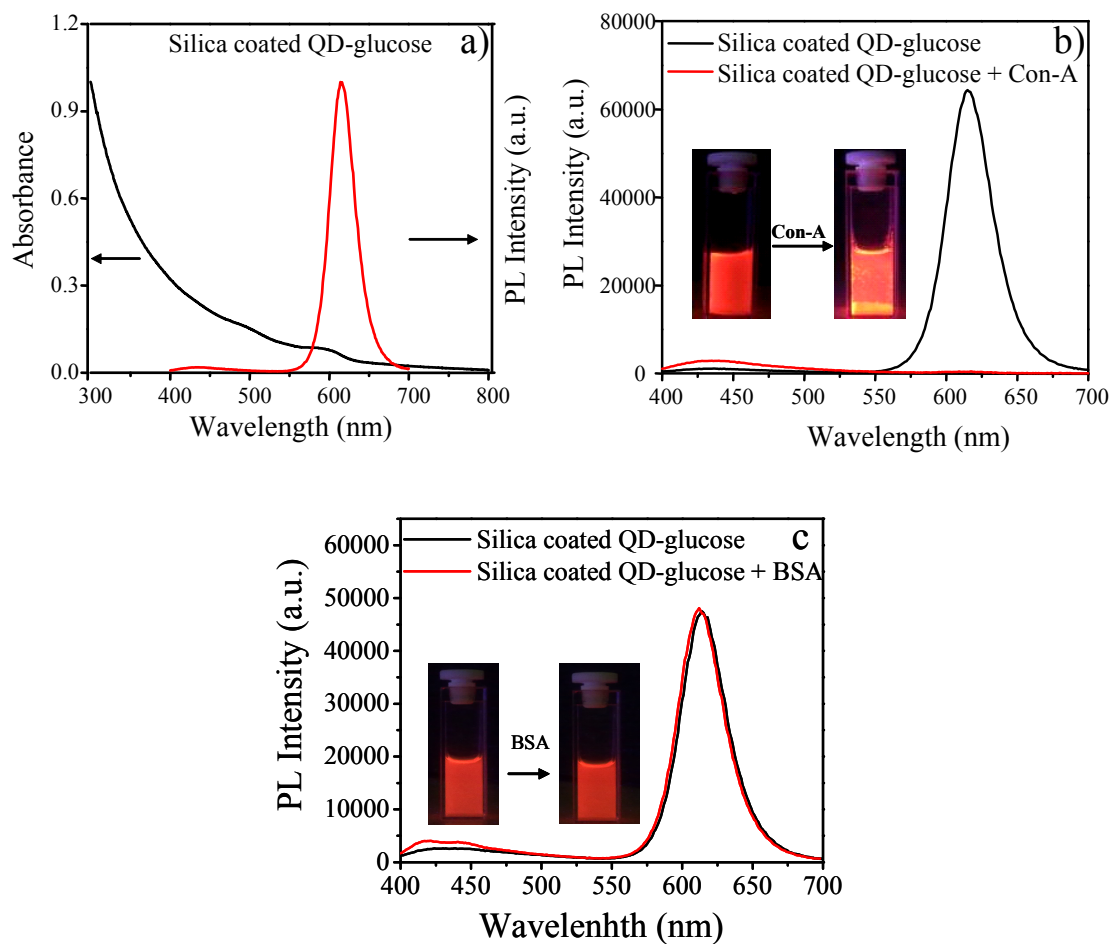 Silica coated QD-glucose a)
Absorbance
1.2
0.9
0.6
0.3
0.0
300 400 500 600 700 800
Wavelength (nm)
PL Intensity (a.u.)
b)
Silica coated QD-glucose
Silica coated QD-glucose + Con-A
PL Intensity (a.u.)
80000
60000
40000
20000
0
Con-A
400 450 500 550 600 650 700
Wavelength (nm)
c
Silica coated QD-glucose
Silica coated QD-glucose + BSA
PL Intensity (a.u.)
60000
50000
40000
30000
20000
10000
0
BSA
400 450 500 550 600 650 700
Wavelenhth (nm)